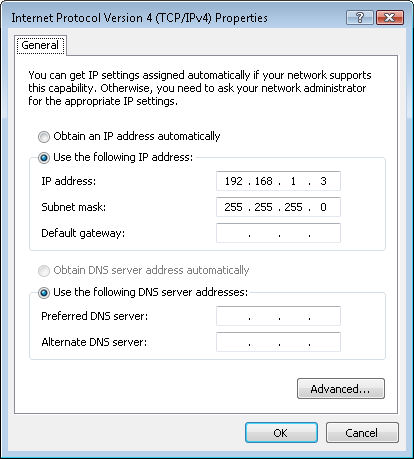 Internet Protocol Version 4 (TCP/IPv4) Properties
General
You can get IP settings assigned automatically if your network supports
this capability. Otherwise, you need to ask your network administrator
for the appropriate IP settings.
Obtain an IP address automatically
Use the following IP address:
IP address: 192 . 168 . 1 . 3
Subnet mask: 255 . 255 . 255 . 0
Default gateway: . . .
Obtain DNS server address automatically
Use the following DNS server addresses:
Preferred DNS server: . . .
Alternate DNS server: . . .
Advanced...
OK Cancel